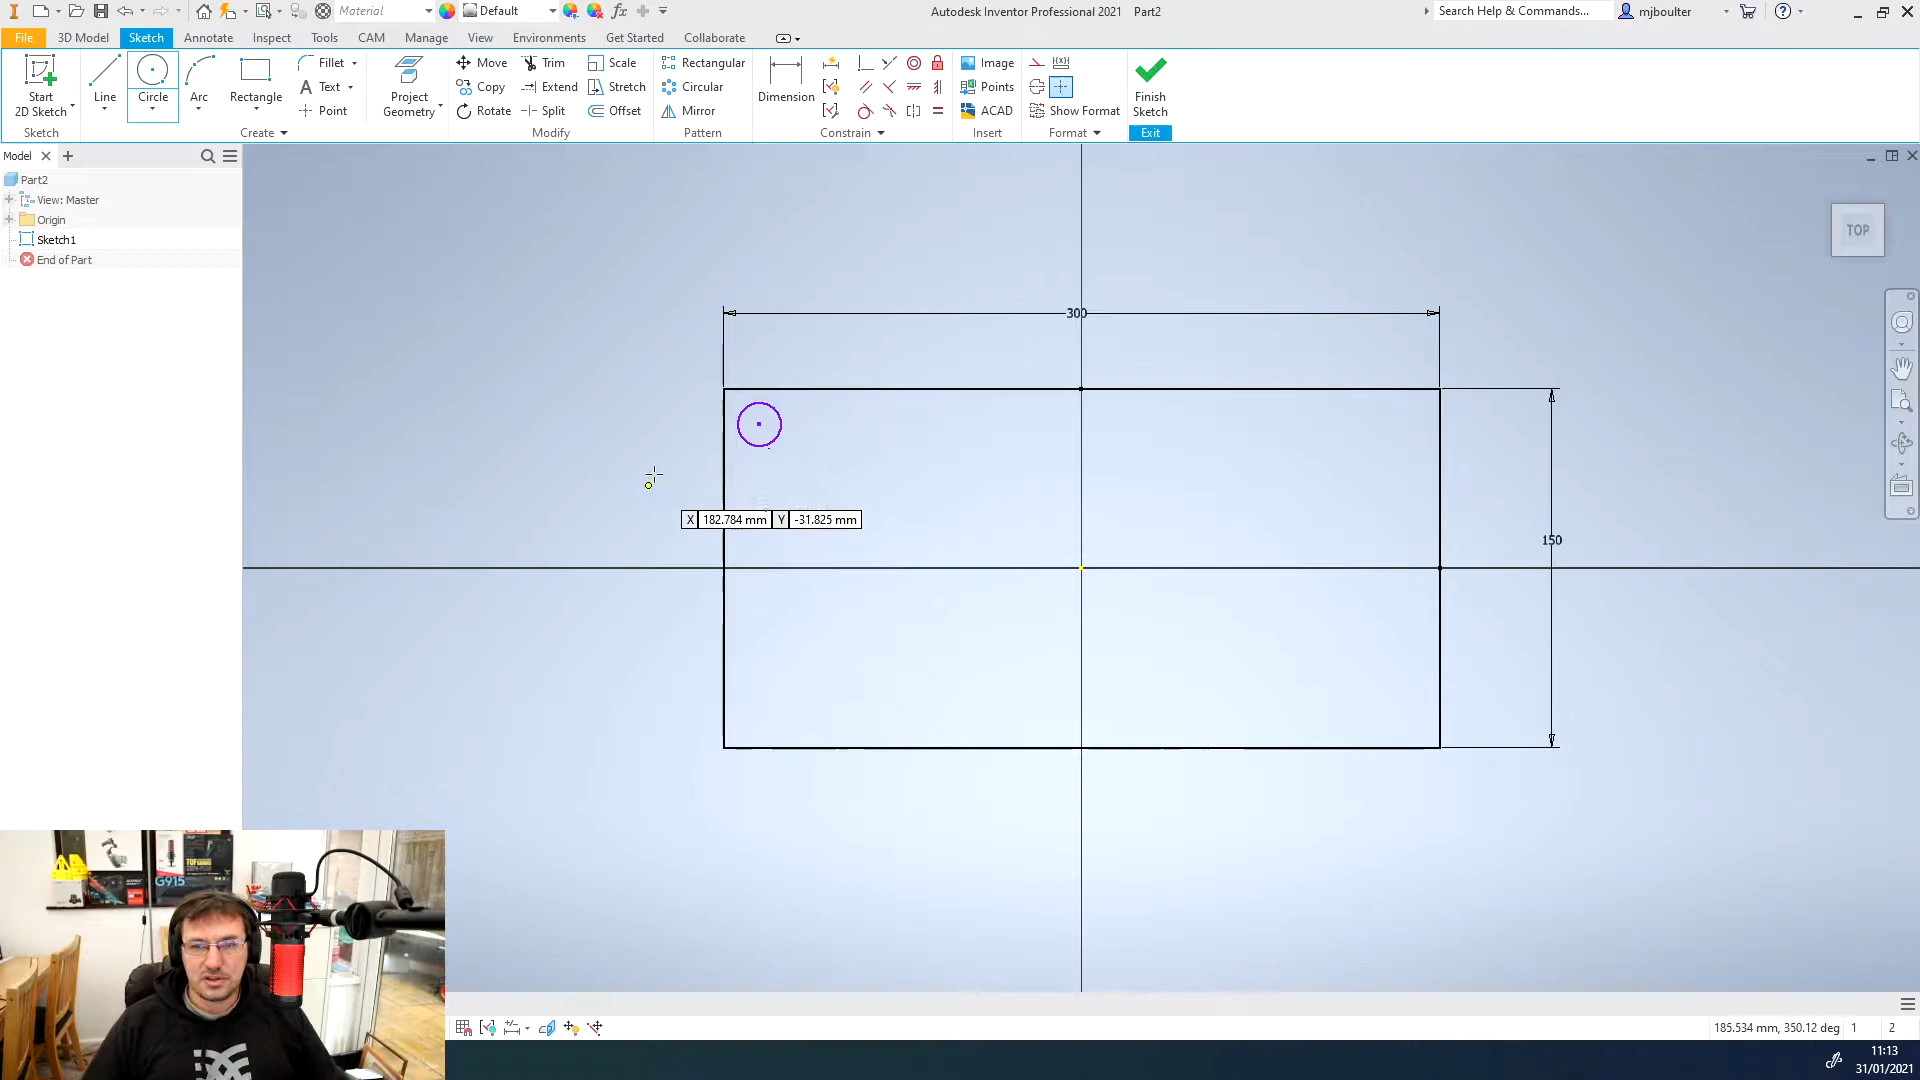 Material Default Autodesk Inventor Professional 2021 Part2 Search Help & Commands... mjboulter
File 3D Model Sketch Annotate Inspect Tools CAM Manage View Environments Get Started Collaborate
Start
2D Sketch
Line
Circle
Arc
Rectangle
Fillet
Text
Point
Project
Geometry
Move
Copy
Rotate
Trim
Extend
Split
Scale
Stretch
Offset
Rectangular
Circular
Mirror
Dimension
Image
Points
ACAD
Show Format
Finish
Sketch
Sketch Create Modify Pattern Constrain Insert Format Exit
Model
Part2
View: Master
Origin
Sketch1
End of Part
TOP
300
150
X 182.784 mm Y -31.825 mm
G915
185.534 mm, 350.12 deg 1 2
11:13
31/01/2021